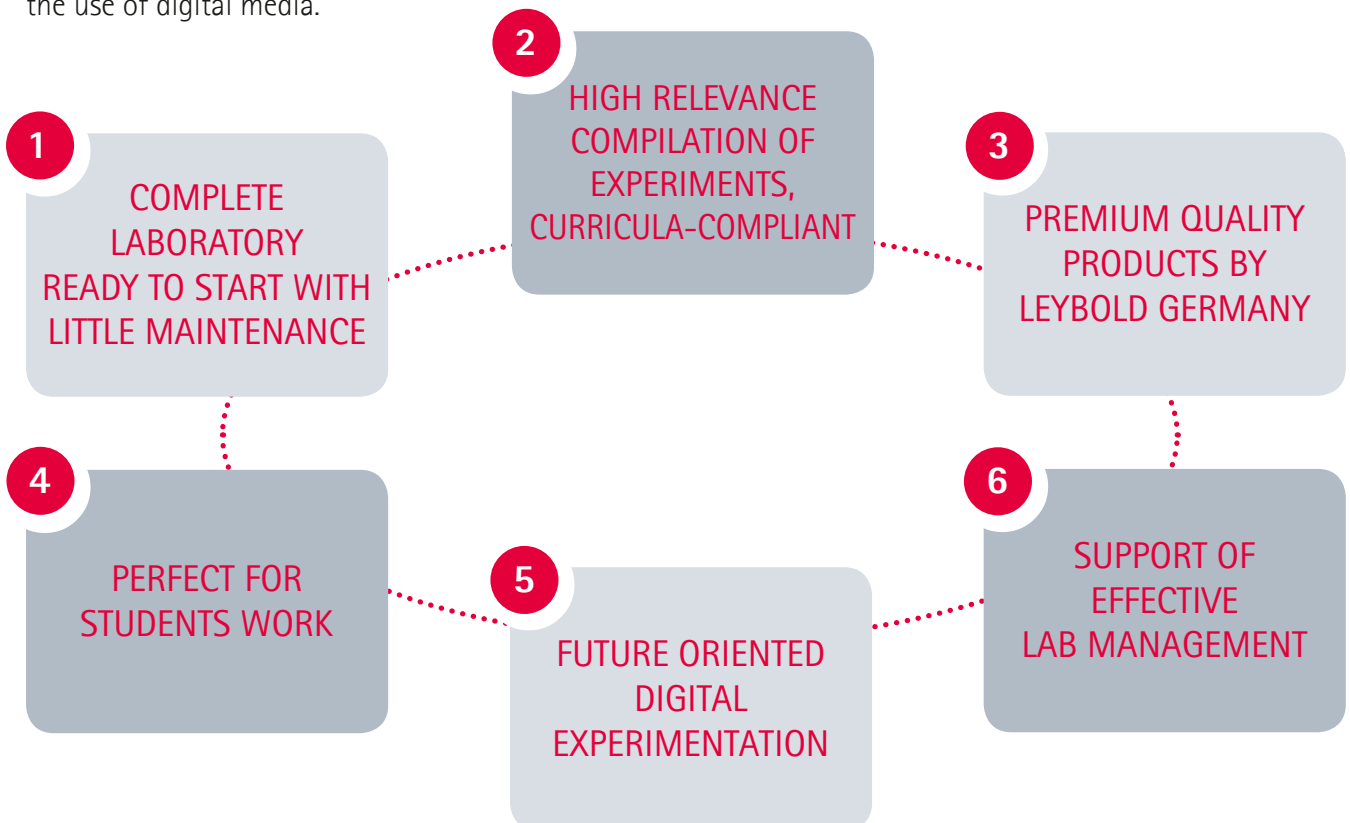 the use of digital media.
1
COMPLETE
LABORATORY
READY TO START WITH
LITTLE MAINTENANCE
2
HIGH RELEVANCE
COMPILATION OF
EXPERIMENTS,
CURRICULA-COMPLIANT
3
PREMIUM QUALITY
PRODUCTS BY
LEYBOLD GERMANY
4
PERFECT FOR
STUDENTS WORK
5
FUTURE ORIENTED
DIGITAL
EXPERIMENTATION
6
SUPPORT OF
EFFECTIVE
LAB MANAGEMENT